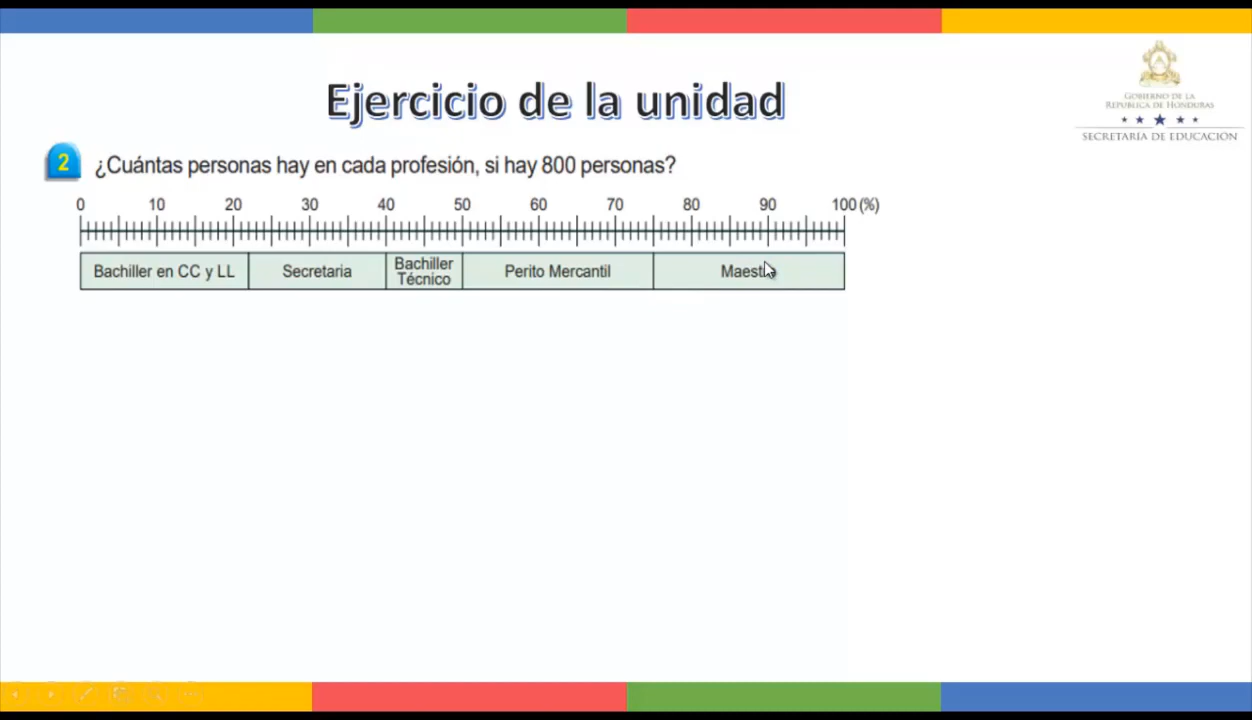 Ejercicio de la unidad
GOBIERNO DE LA
REPÚBLICA DE HONDURAS
SECRETARÍA DE EDUCACIÓN
2 ¿Cuántas personas hay en cada profesión, si hay 800 personas?
0 10 20 30 40 50 60 70 80 90 100 (%)
Bachiller en CC y LL Secretaria Bachiller Técnico Perito Mercantil